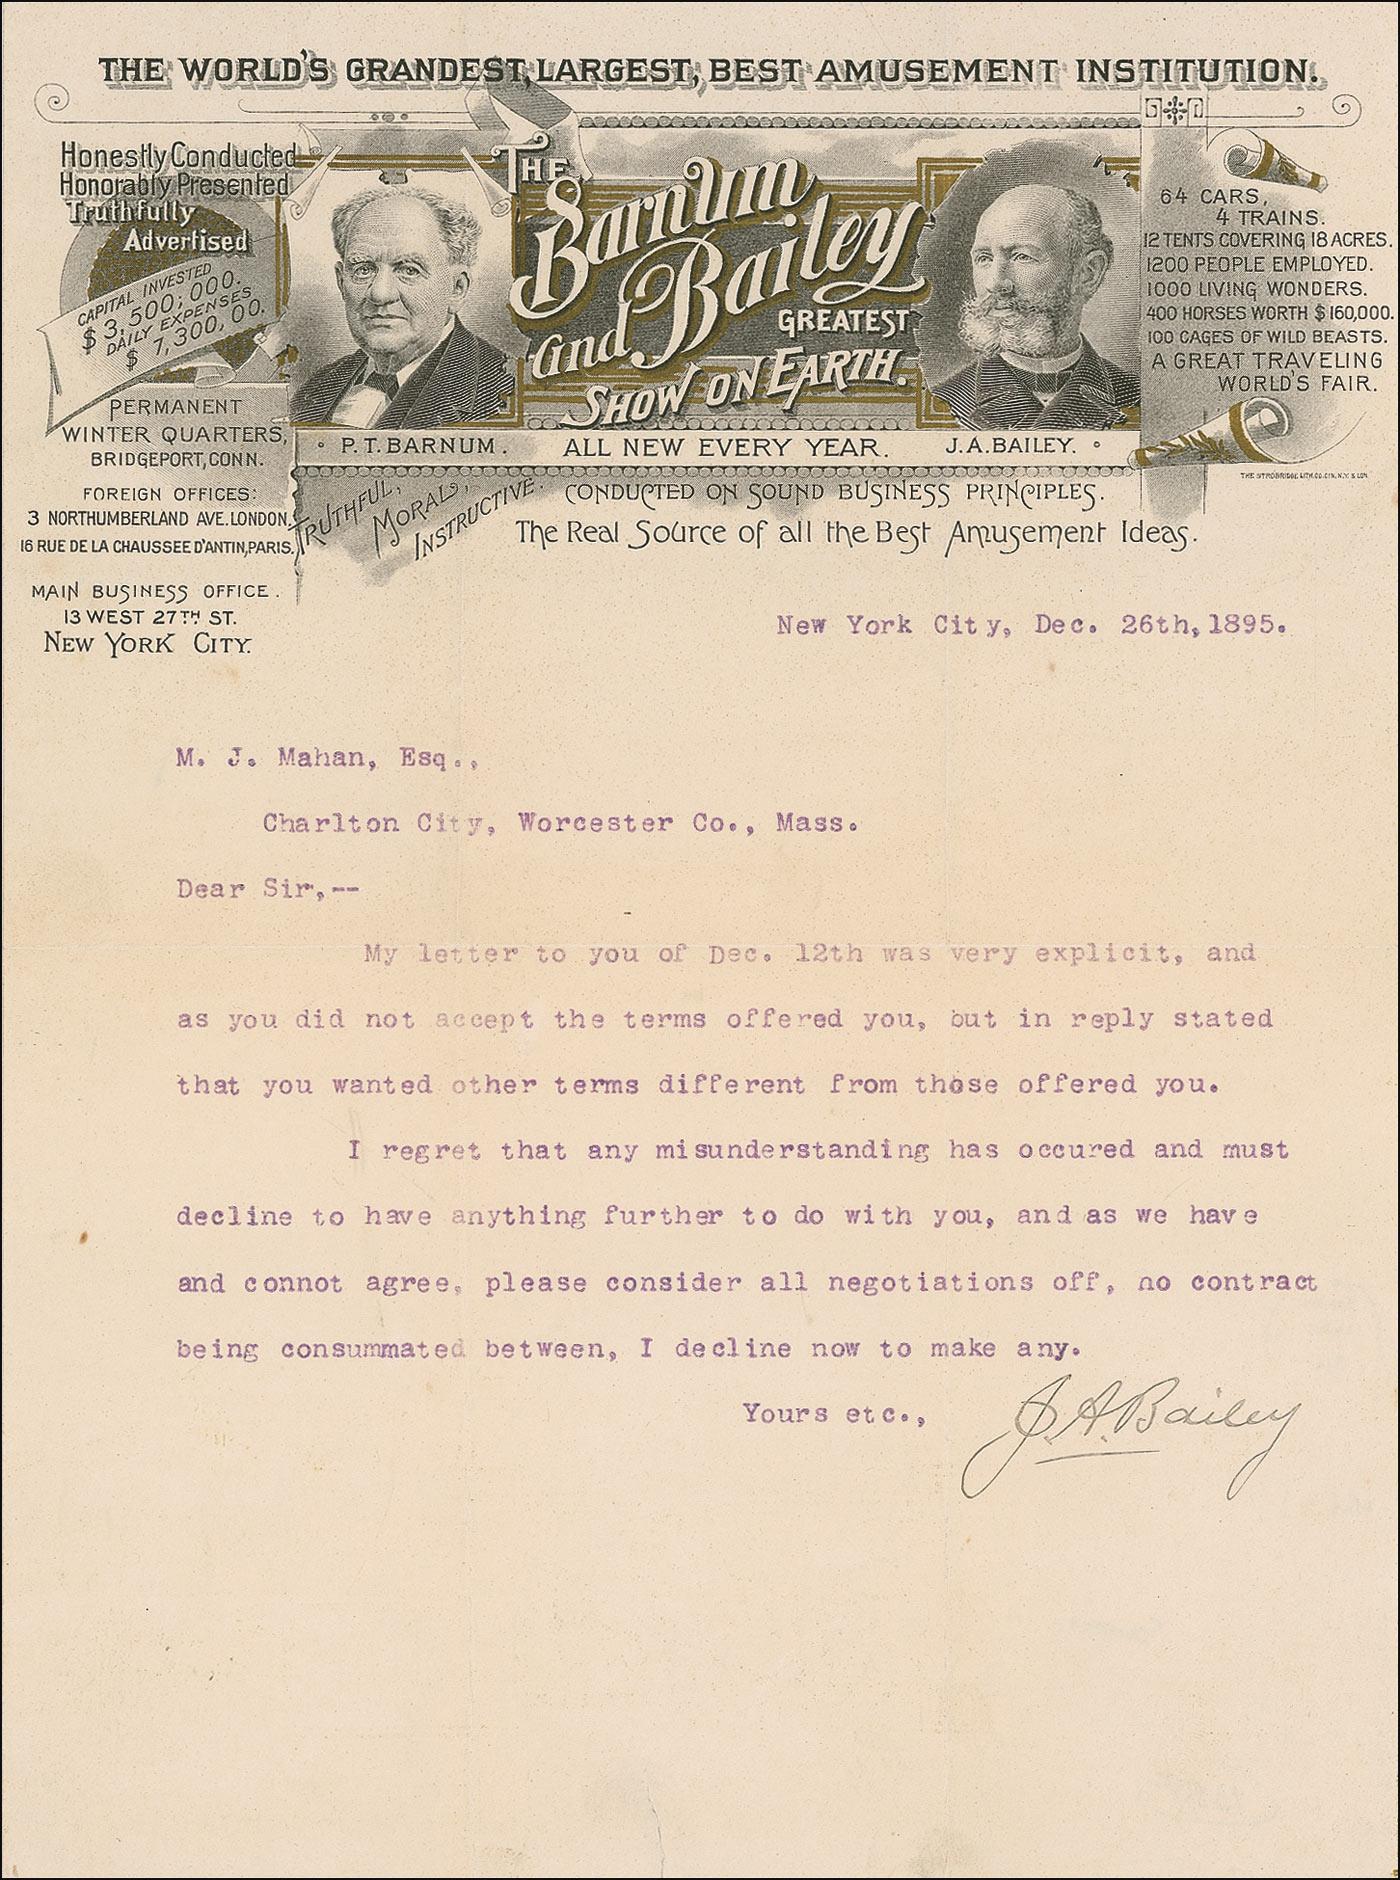 THE WORLD'S GRANDEST, LARGEST, BEST AMUSEMENT INSTITUTION.
Honestly Conducted
Honorably Presented
Truthfully
Advertised
CAPITAL INVESTED
$3,500,000.
DAILY EXPENSES
$7,300,00.
PERMANENT
WINTER QUARTERS,
BRIDGEPORT, CONN.
FOREIGN OFFICES:
3 NORTHUMBERLAND AVE. LONDON.
16 RUE DE LA CHAUSSEE D'ANTIN, PARIS.
MAIN BUSINESS OFFICE.
13 WEST 27TH ST.
NEW YORK CITY.
THE
Barnum
and Bailey
GREATEST
SHOW ON EARTH.
P.T. BARNUM.
ALL NEW EVERY YEAR.
J.A. BAILEY.
64 CARS,
4 TRAINS.
12 TENTS COVERING 18 ACRES.
1200 PEOPLE EMPLOYED.
1000 LIVING WONDERS.
400 HORSES WORTH $160,000.
100 CAGES OF WILD BEASTS.
A GREAT TRAVELING
WORLD'S FAIR.
THE STROBRIDGE LITH. CO. CIN. N.Y. & LON.
TRUTHFUL,
MORAL,
INSTRUCTIVE.
CONDUCTED ON SOUND BUSINESS PRINCIPLES.
The Real Source of all the Best Amusement Ideas.
New York City, Dec. 26th, 1895.
M. J. Mahan, Esq.,
Charlton City, Worcester Co., Mass.
Dear Sir,--
My letter to you of Dec. 12th was very explicit, and
as you did not accept the terms offered you, but in reply stated
that you wanted other terms different from those offered you.
I regret that any misunderstanding has occured and must
decline to have anything further to do with you, and as we have
and connot agree, please consider all negotiations off, no contract
being consummated between, I decline now to make any.
Yours etc.,
J. A. Bailey